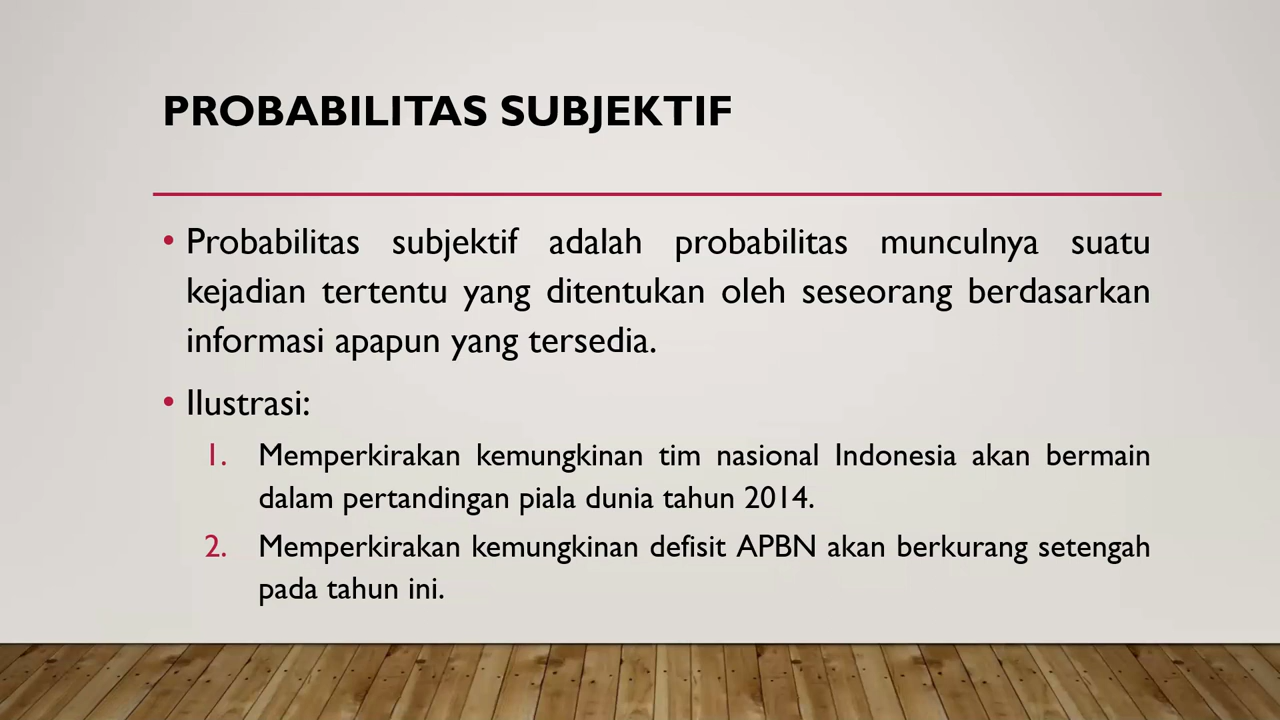 PROBABILITAS SUBJEKTIF
• Probabilitas subjektif adalah probabilitas munculnya suatu
kejadian tertentu yang ditentukan oleh seseorang berdasarkan
informasi apapun yang tersedia.
• Ilustrasi:
1. Memperkirakan kemungkinan tim nasional Indonesia akan bermain
dalam pertandingan piala dunia tahun 2014.
2. Memperkirakan kemungkinan defisit APBN akan berkurang setengah
pada tahun ini.